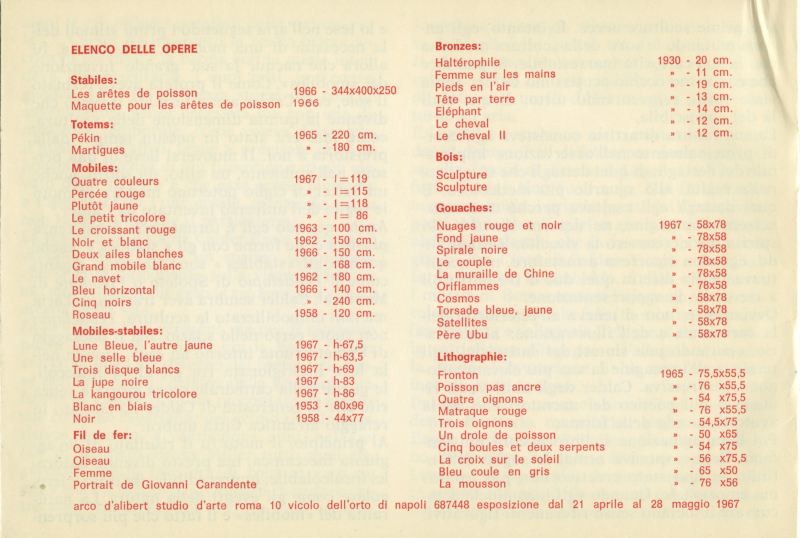 ELENCO DELLE OPERE
Stabiles:
Les arêtes de poisson 1966 - 344x400x250
Maquette pour les arêtes de poisson 1966
Totems:
Pékin 1965 - 220 cm.
Martigues » - 180 cm.
Mobiles:
Quatre couleurs 1967 - l=119
Percée rouge » - l=115
Plutôt jaune » - l=118
Le petit tricolore » - l= 86
Le croissant rouge 1963 - 100 cm.
Noir et blanc 1962 - 150 cm.
Deux ailes blanches 1966 - 150 cm.
Grand mobile blanc » - 168 cm.
Le navet 1962 - 180 cm.
Bleu horizontal 1966 - 140 cm.
Cinq noirs » - 240 cm.
Roseau 1958 - 120 cm.
Mobiles-stabiles:
Lune Bleue, l'autre jaune 1967 - h-67,5
Une selle bleue 1967 - h-63,5
Trois disque blancs 1967 - h-69
La jupe noire 1967 - h-83
La kangourou tricolore 1967 - h-86
Blanc en biais 1953 - 80x96
Noir 1958 - 44x77
Fil de fer:
Oiseau
Oiseau
Femme
Portrait de Giovanni Carandente
Bronzes:
Haltérophile 1930 - 20 cm.
Femme sur les mains » - 11 cm.
Pieds en l'air » - 19 cm.
Tête par terre » - 13 cm.
Eléphant » - 14 cm.
Le cheval » - 12 cm.
Le cheval II » - 12 cm.
Bois:
Sculpture
Sculpture
Gouaches:
Nuages rouge et noir 1967 - 58x78
Fond jaune » - 78x58
Spirale noire » - 78x58
Le couple » - 78x58
La muraille de Chine » - 78x58
Oriflammes » - 78x58
Cosmos » - 58x78
Torsade bleue, jaune » - 58x78
Satellites » - 58x78
Père Ubu » - 58x78
Lithographie:
Fronton 1965 - 75,5x55,5
Poisson pas ancre » - 76 x55,5
Quatre oignons » - 54 x75,5
Matraque rouge » - 76 x55,5
Trois oignons » - 54,5x75
Un drole de poisson » - 50 x65
Cinq boules et deux serpents » - 54 x75
La croix sur le soleil » - 56 x75,5
Bleu coule en gris » - 65 x50
La mousson » - 76 x56
arco d'alibert studio d'arte roma 10 vicolo dell'orto di napoli 687448 esposizione dal 21 aprile al 28 maggio 1967